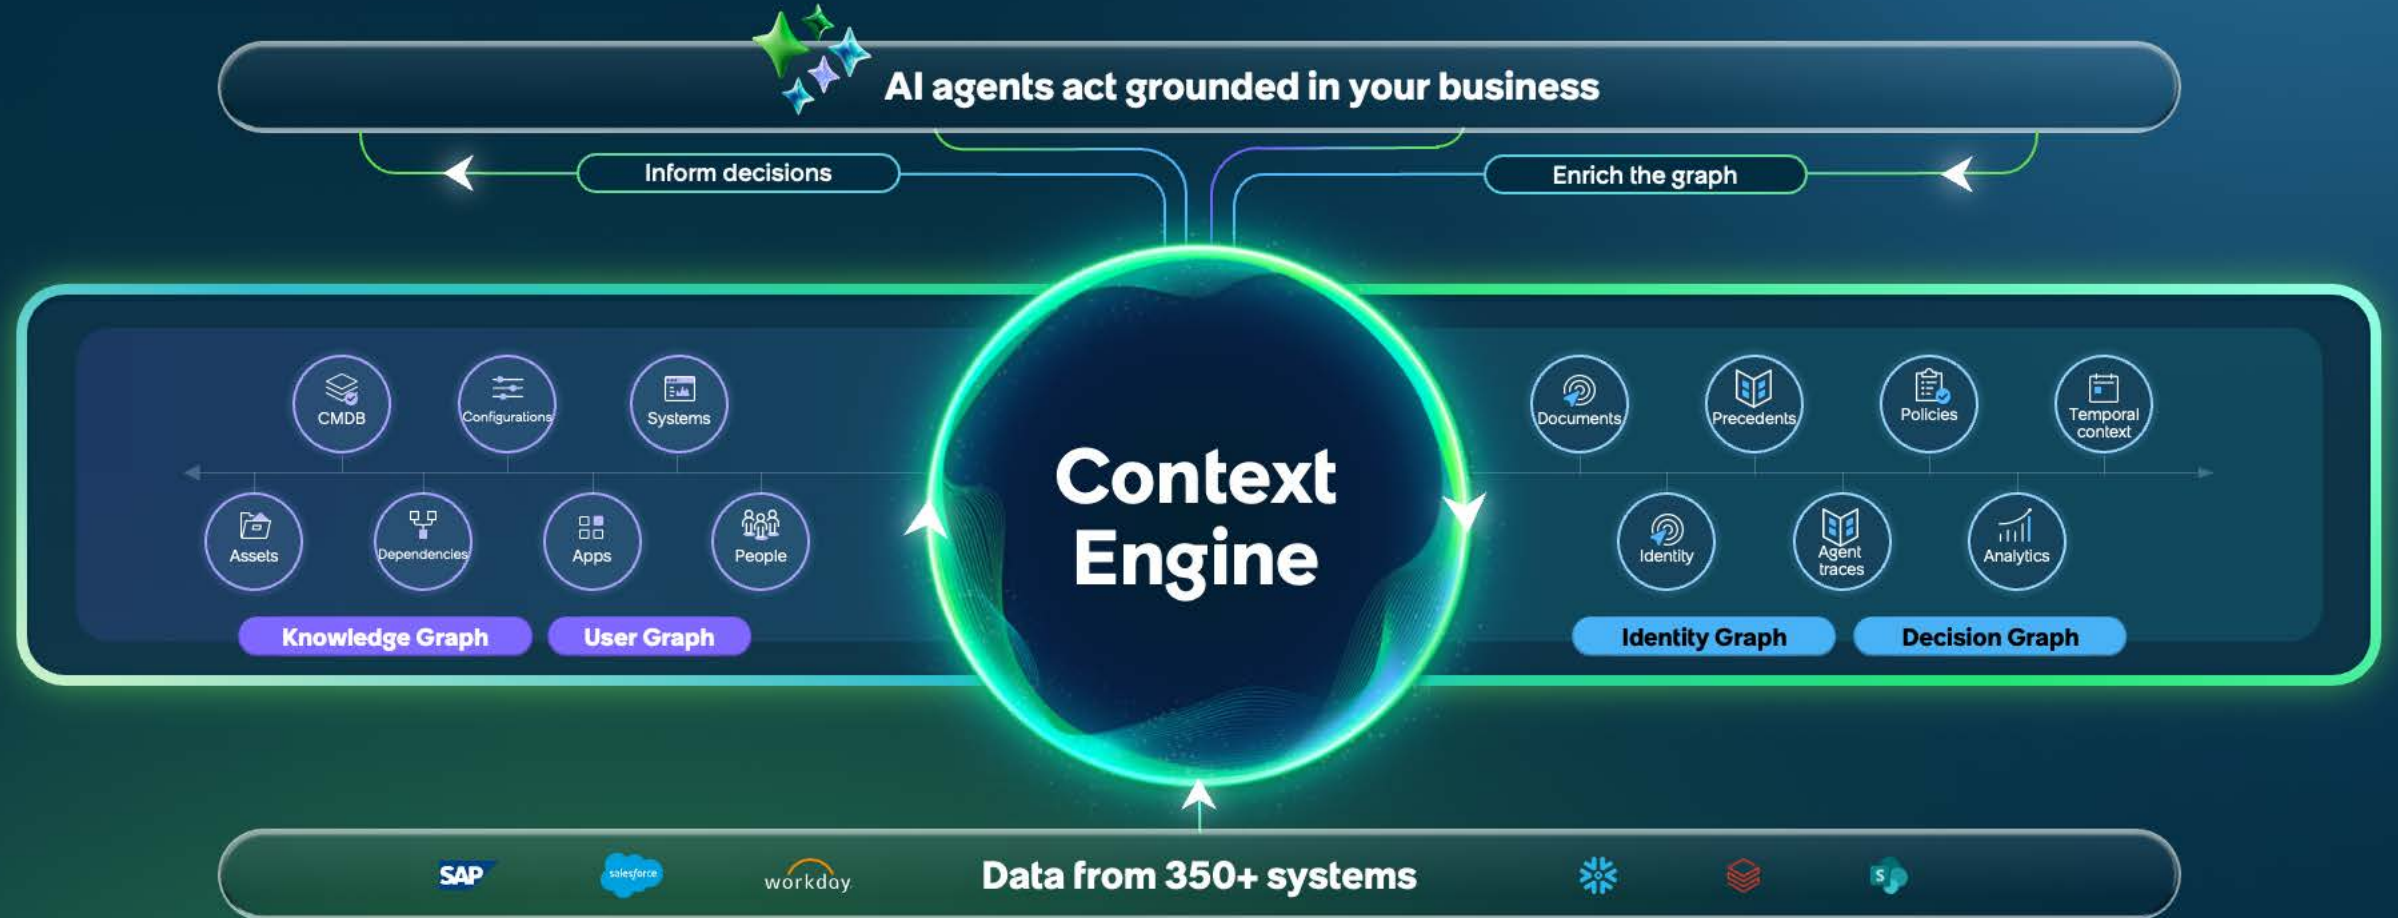 AI agents act grounded in your business
Inform decisions
Enrich the graph
CMDB
Configurations
Systems
Assets
Dependencies
Apps
People
Knowledge Graph
User Graph
Context
Engine
Documents
Precedents
Policies
Temporal
context
Identity
Agent
traces
Analytics
Identity Graph
Decision Graph
SAP
salesforce
workday
Data from 350+ systems
S